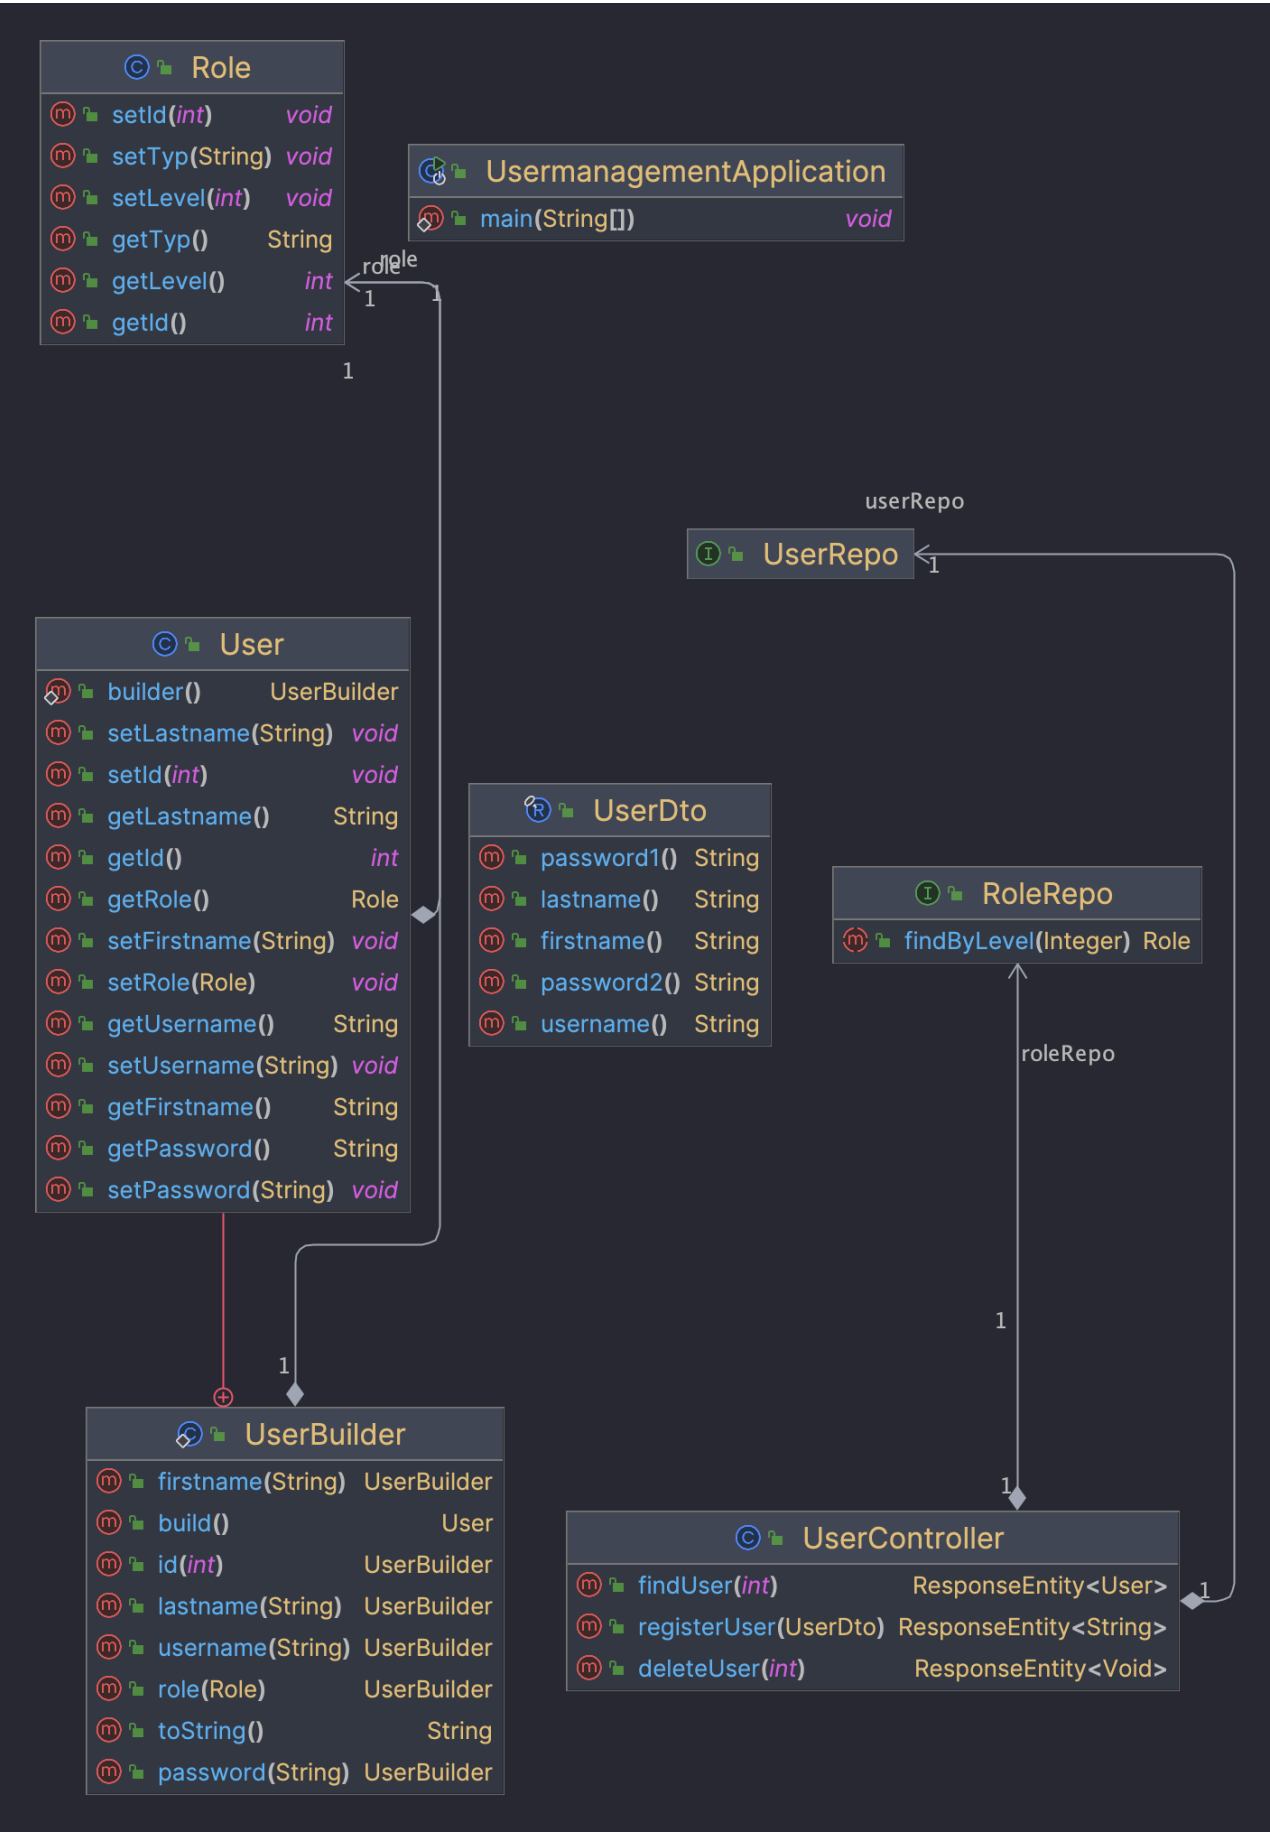 Role
setId(int) void
setTyp(String) void
setLevel(int) void
getTyp() String
getLevel() int
getId() int
UsermanagementApplication
main(String[]) void
role
role
1
1
1
userRepo
UserRepo
1
User
builder() UserBuilder
setLastname(String) void
setId(int) void
getLastname() String
getId() int
getRole() Role
setFirstname(String) void
setRole(Role) void
getUsername() String
setUsername(String) void
getFirstname() String
getPassword() String
setPassword(String) void
UserDto
password1() String
lastname() String
firstname() String
password2() String
username() String
RoleRepo
findByLevel(Integer) Role
roleRepo
1
1
1
UserBuilder
firstname(String) UserBuilder
build() User
id(int) UserBuilder
lastname(String) UserBuilder
username(String) UserBuilder
role(Role) UserBuilder
toString() String
password(String) UserBuilder
UserController
findUser(int) ResponseEntity<User>
1
registerUser(UserDto) ResponseEntity<String>
deleteUser(int) ResponseEntity<Void>